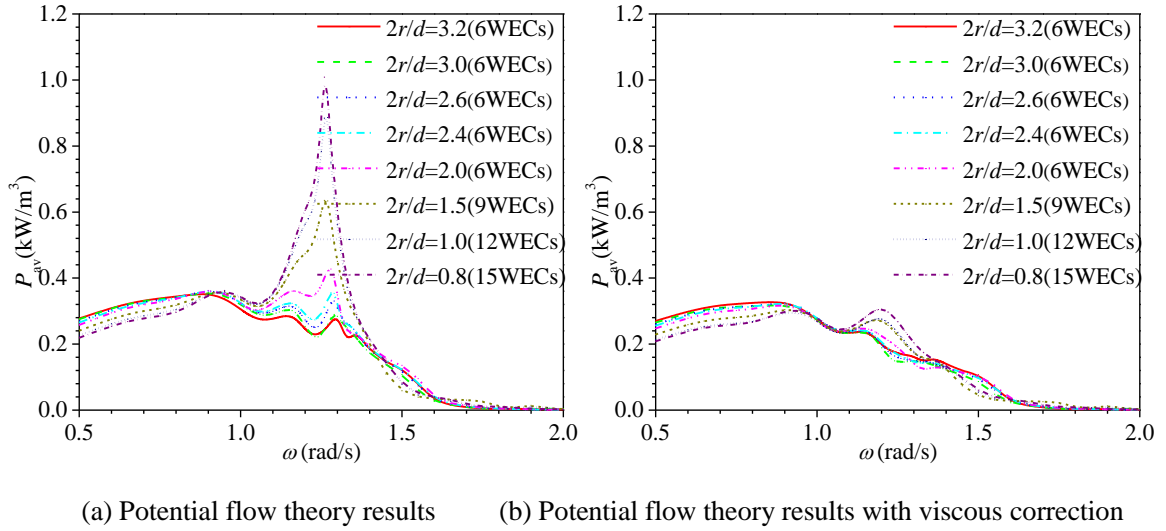 1.2
1.0
0.8
0.6
0.4
0.2
0.0
P_av(kW/m³)
2r/d=3.2(6WECs)
2r/d=3.0(6WECs)
2r/d=2.6(6WECs)
2r/d=2.4(6WECs)
2r/d=2.0(6WECs)
2r/d=1.5(9WECs)
2r/d=1.0(12WECs)
2r/d=0.8(15WECs)
0.5 1.0 1.5 2.0
ω (rad/s)
(a) Potential flow theory results
1.2
1.0
0.8
0.6
0.4
0.2
0.0
P_av(kW/m³)
2r/d=3.2(6WECs)
2r/d=3.0(6WECs)
2r/d=2.6(6WECs)
2r/d=2.4(6WECs)
2r/d=2.0(6WECs)
2r/d=1.5(9WECs)
2r/d=1.0(12WECs)
2r/d=0.8(15WECs)
0.5 1.0 1.5 2.0
ω (rad/s)
(b) Potential flow theory results with viscous correction